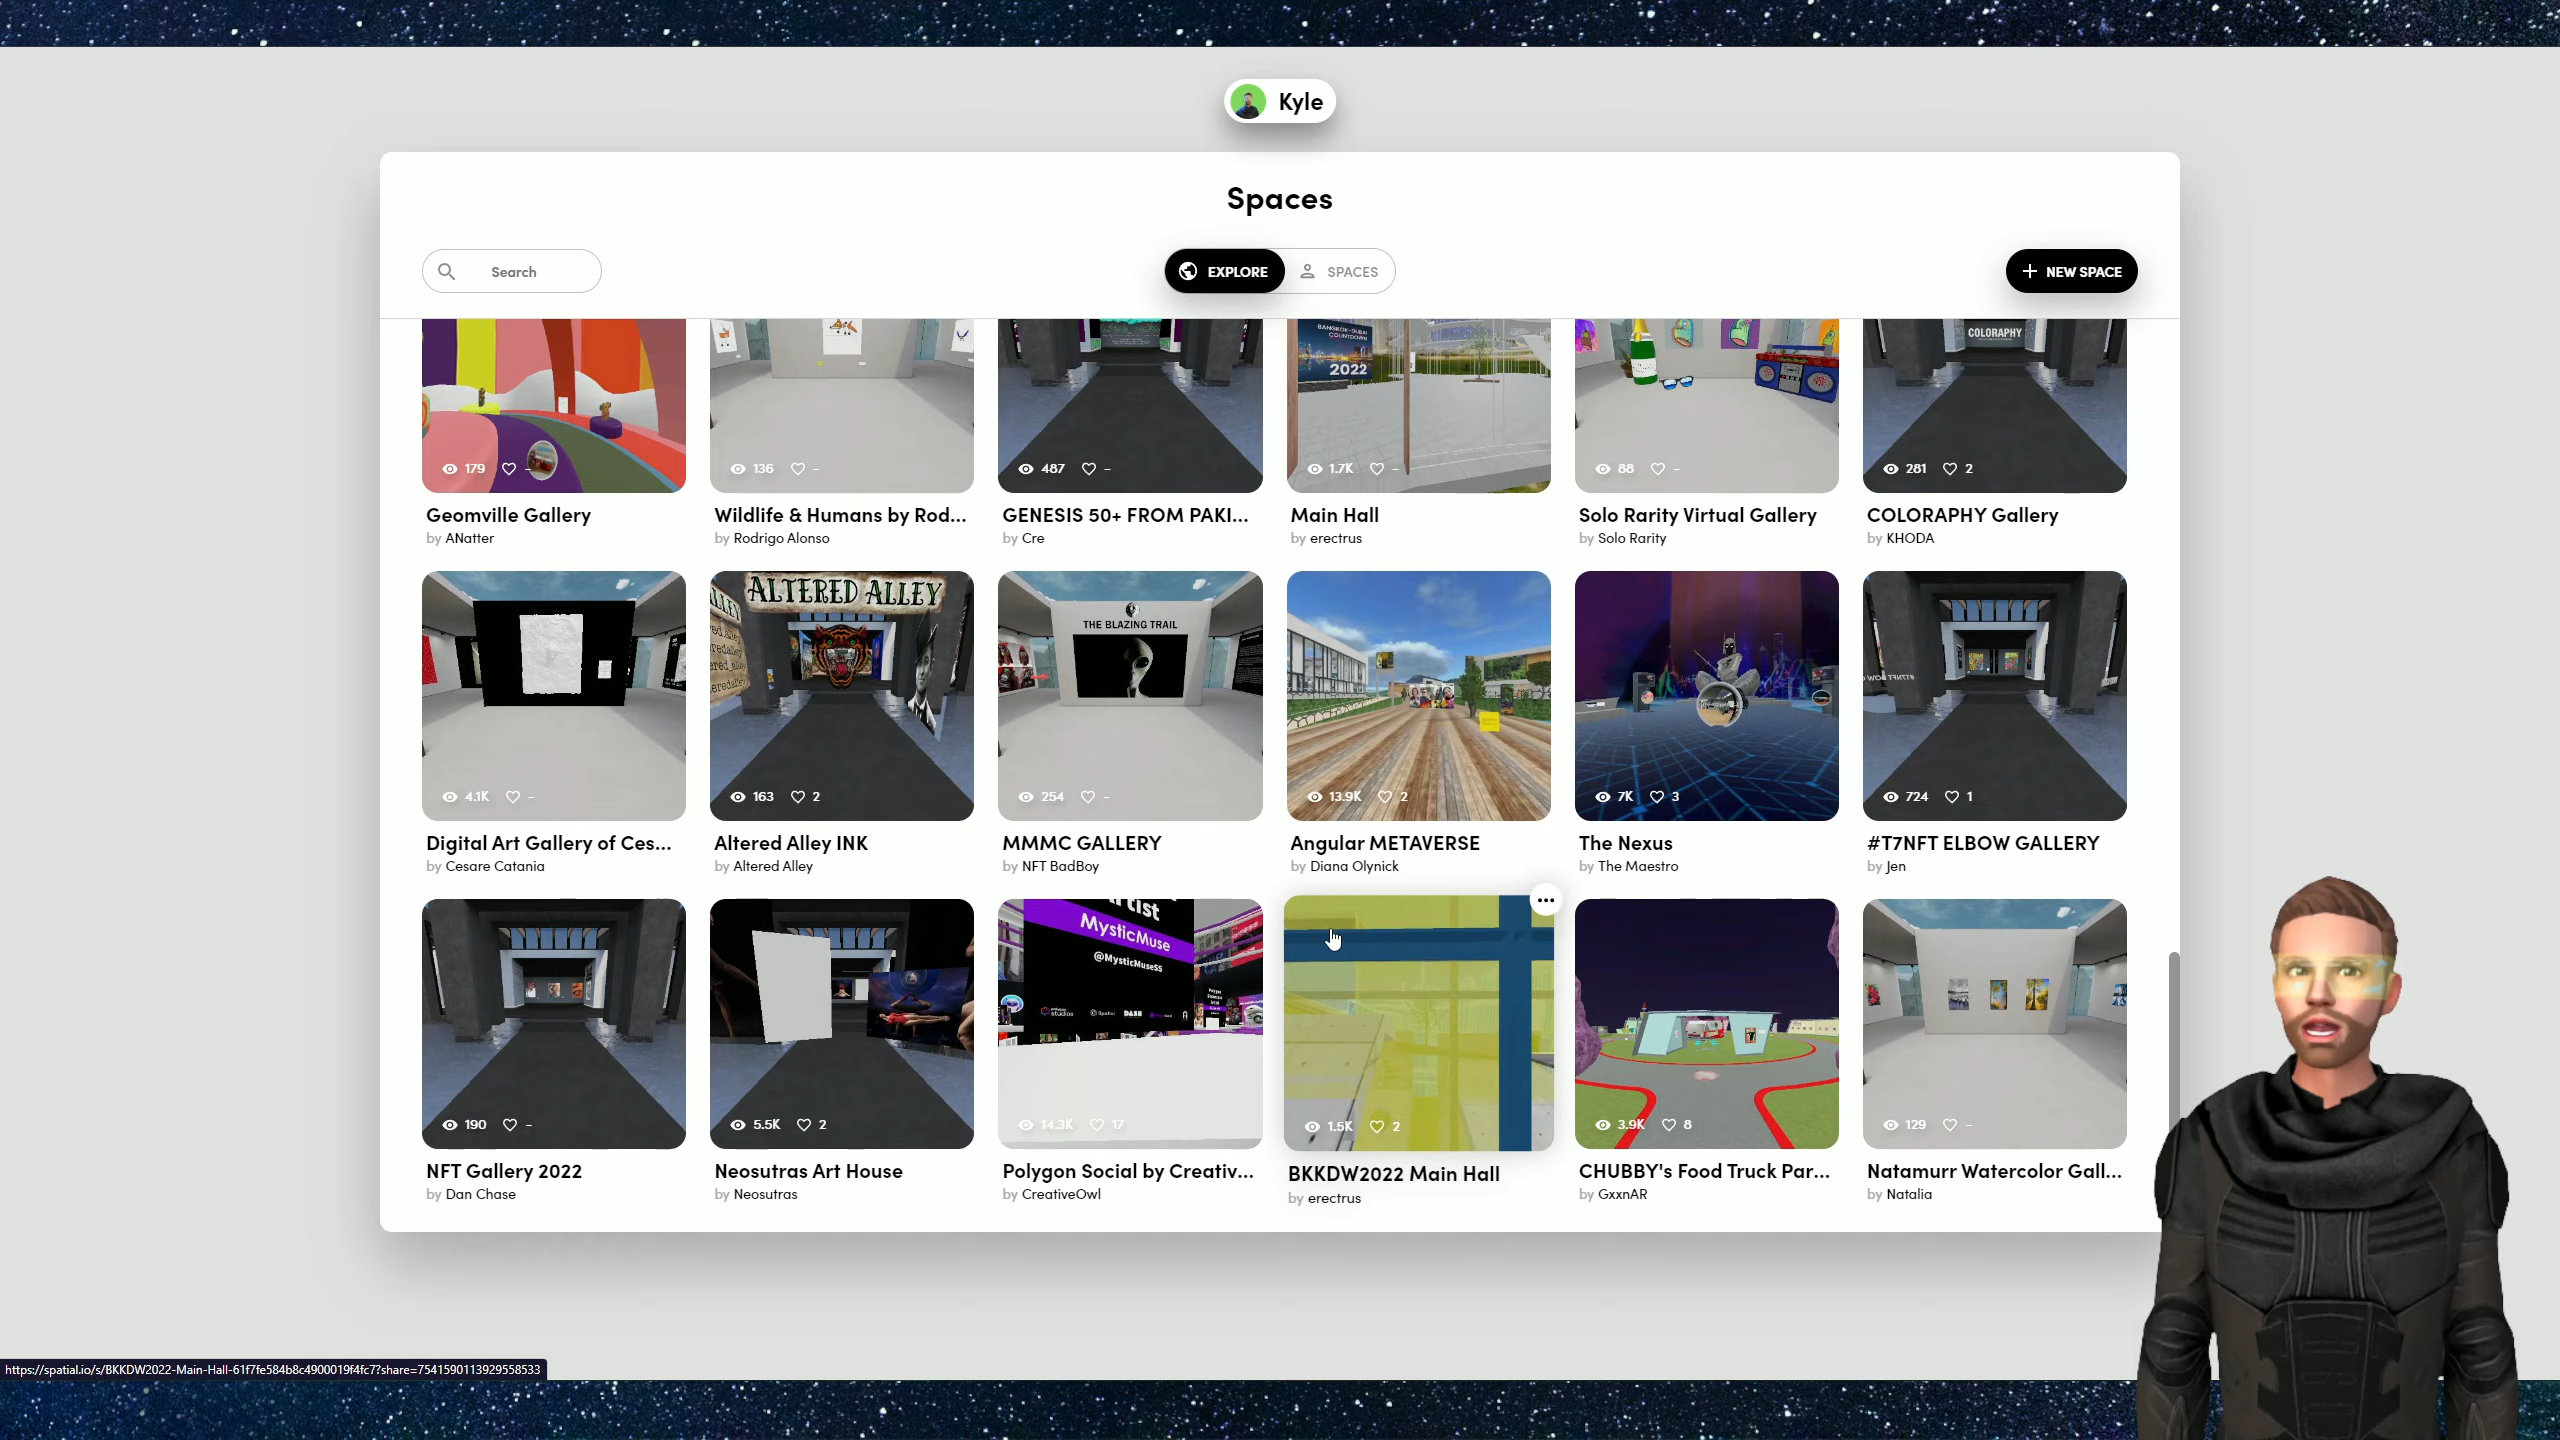 Kyle
Spaces
Search
EXPLORE
SPACES
NEW SPACE
BANGKOK-DUBAI
COUNTDOWN
2022
COLORAPHY
179 –
136 –
487 –
1.7K –
88 –
281 2
Geomville Gallery
by ANatter
Wildlife & Humans by Rod...
by Rodrigo Alonso
GENESIS 50+ FROM PAKI...
by Cre
Main Hall
by erectrus
Solo Rarity Virtual Gallery
by Solo Rarity
COLORAPHY Gallery
by KHODA
ALTERED ALLEY
THE BLAZING TRAIL
4.1K –
163 2
254 –
13.9K 2
7K 3
724 1
Digital Art Gallery of Ces...
by Cesare Catania
Altered Alley INK
by Altered Alley
MMMC GALLERY
by NFT BadBoy
Angular METAVERSE
by Diana Olynick
The Nexus
by The Maestro
#T7NFT ELBOW GALLERY
by Jen
MysticMuse
@MysticMuseSS
Spatial
190 –
5.5K 2
14.3K 17
1.5K 2
3.9K 8
129 –
NFT Gallery 2022
by Dan Chase
Neosutras Art House
by Neosutras
Polygon Social by Creativ...
by CreativeOwl
BKKDW2022 Main Hall
by erectrus
CHUBBY's Food Truck Par...
by GxxnAR
Natamurr Watercolor Gall...
by Natalia
https://spatial.io/s/BKKDW2022-Main-Hall-61f7fe584b8c4900019f4fc7?share=7541590113929558533